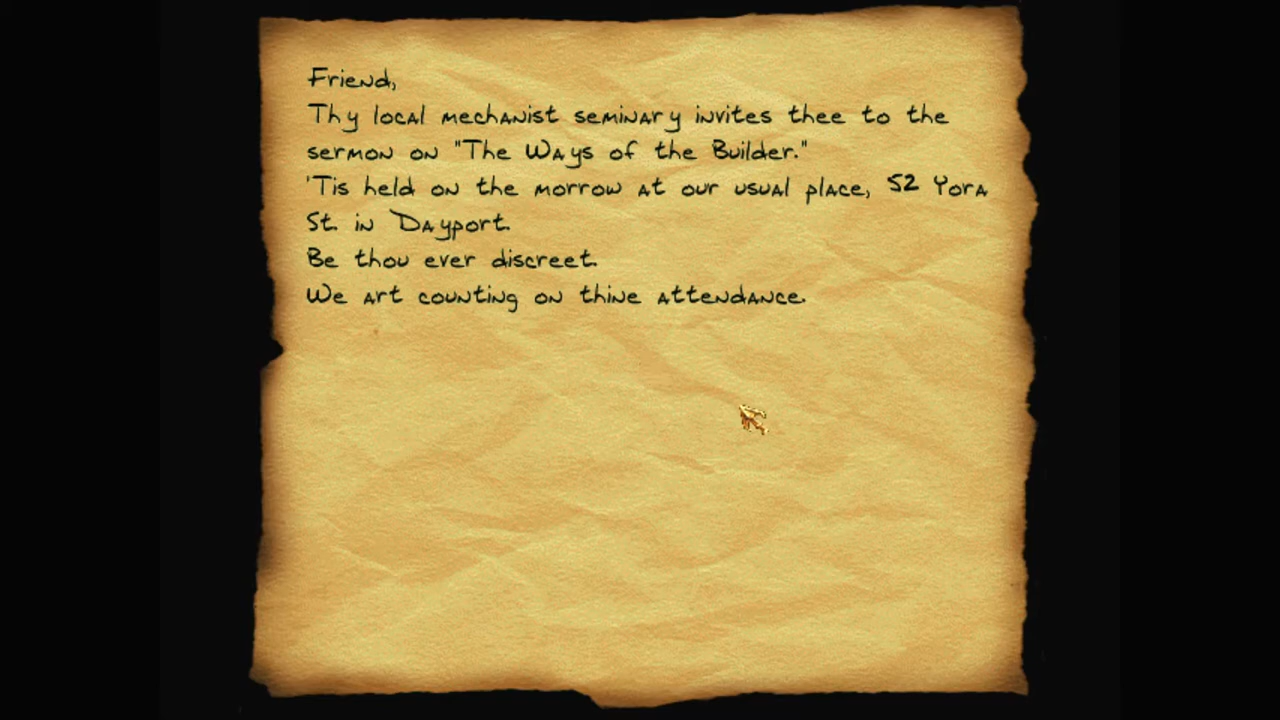 Friend,
Thy local mechanist seminary invites thee to the
sermon on "The Ways of the Builder."
'Tis held on the morrow at our usual place, 52 Yora
St. in Dayport.
Be thou ever discreet.
We art counting on thine attendance.